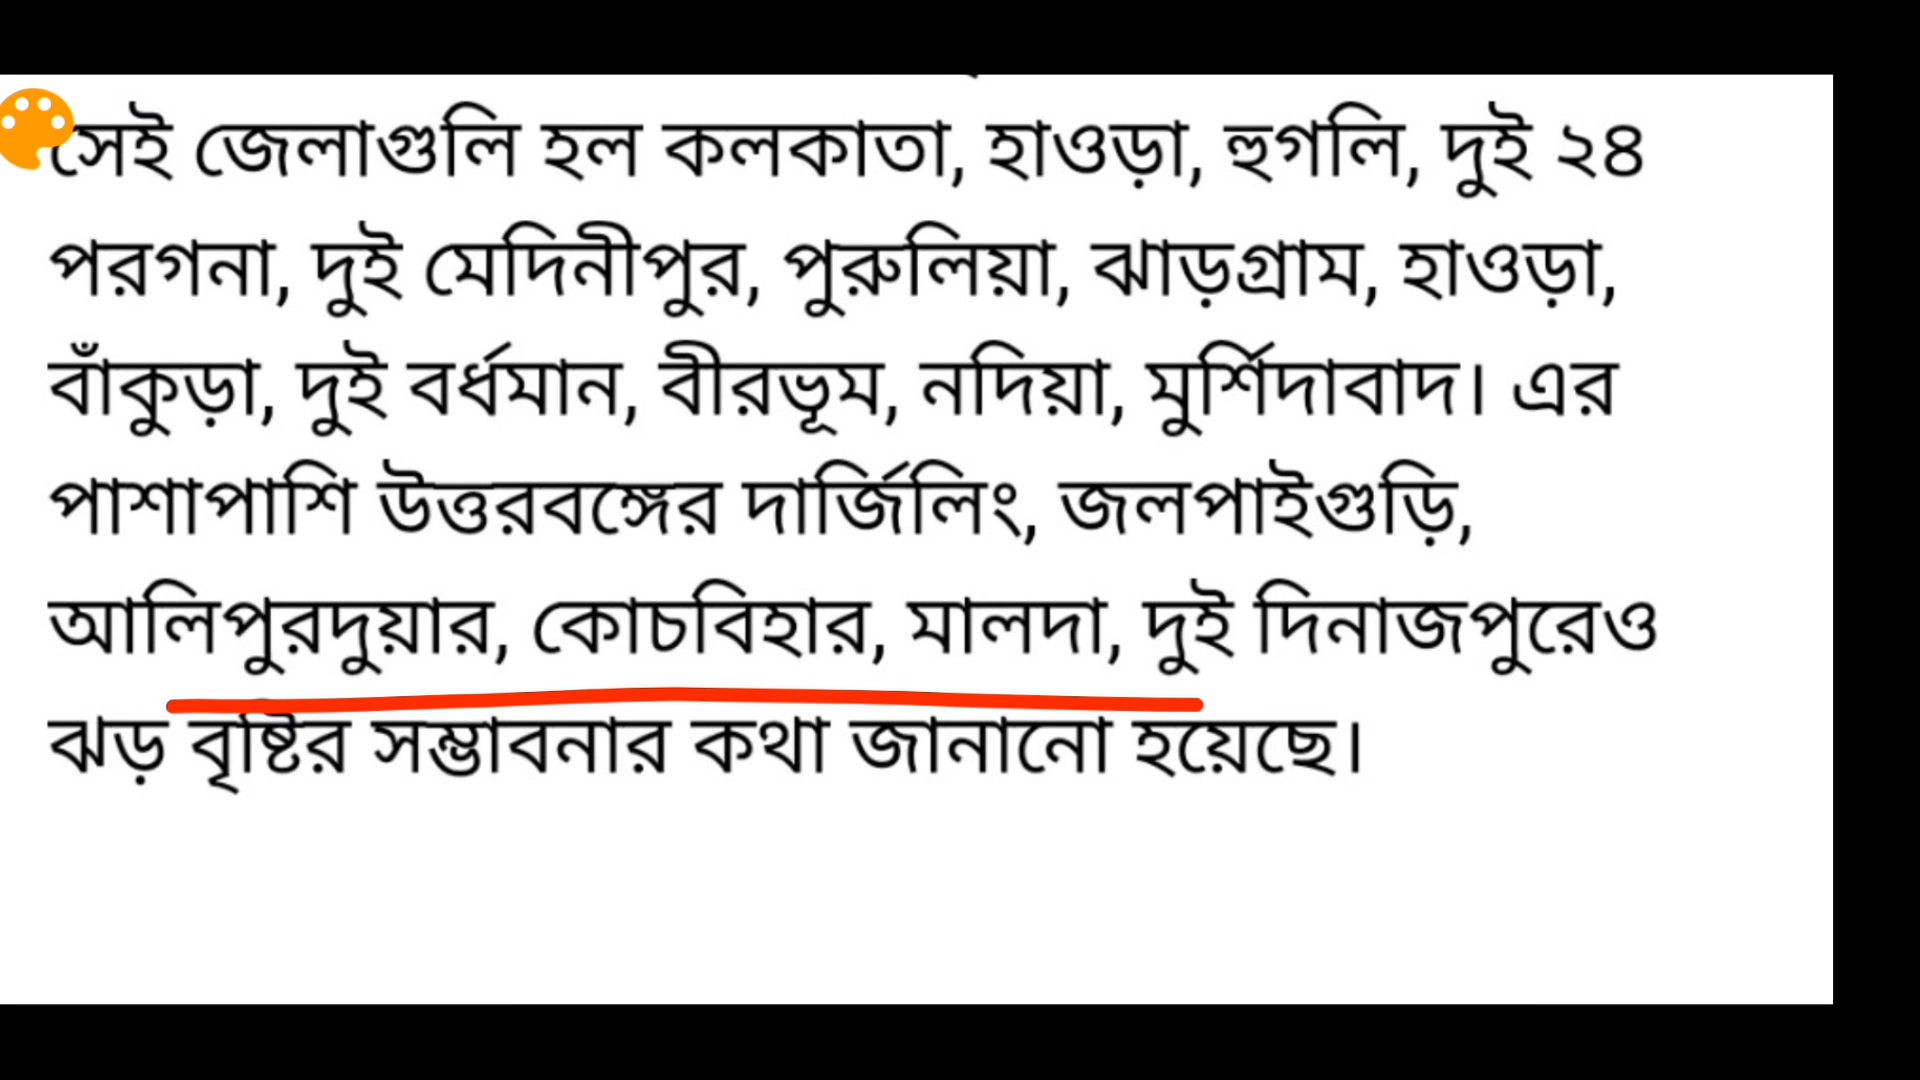 সেই জেলাগুলি হল কলকাতা, হাওড়া, হুগলি, দুই ২৪
পরগনা, দুই মেদিনীপুর, পুরুলিয়া, ঝাড়গ্রাম, হাওড়া,
বাঁকুড়া, দুই বর্ধমান, বীরভূম, নদিয়া, মুর্শিদাবাদ। এর
পাশাপাশি উত্তরবঙ্গের দার্জিলিং, জলপাইগুড়ি,
আলিপুরদুয়ার, কোচবিহার, মালদা, দুই দিনাজপুরেও
ঝড় বৃষ্টির সম্ভাবনার কথা জানানো হয়েছে।